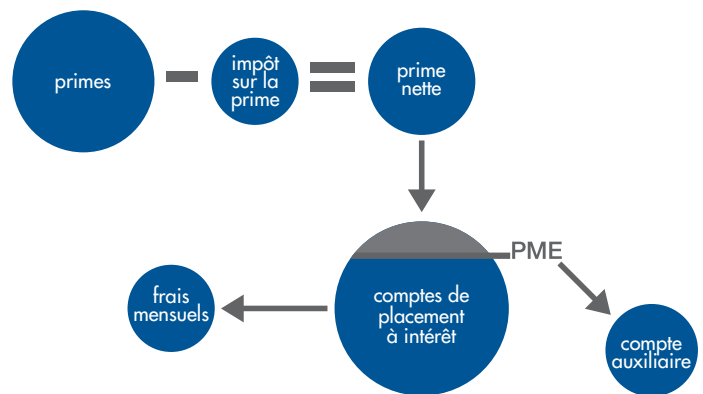 primes
impôt
sur la
prime
prime
nette
PME
frais
mensuels
comptes de
placement
à intérêt
compte
auxiliaire